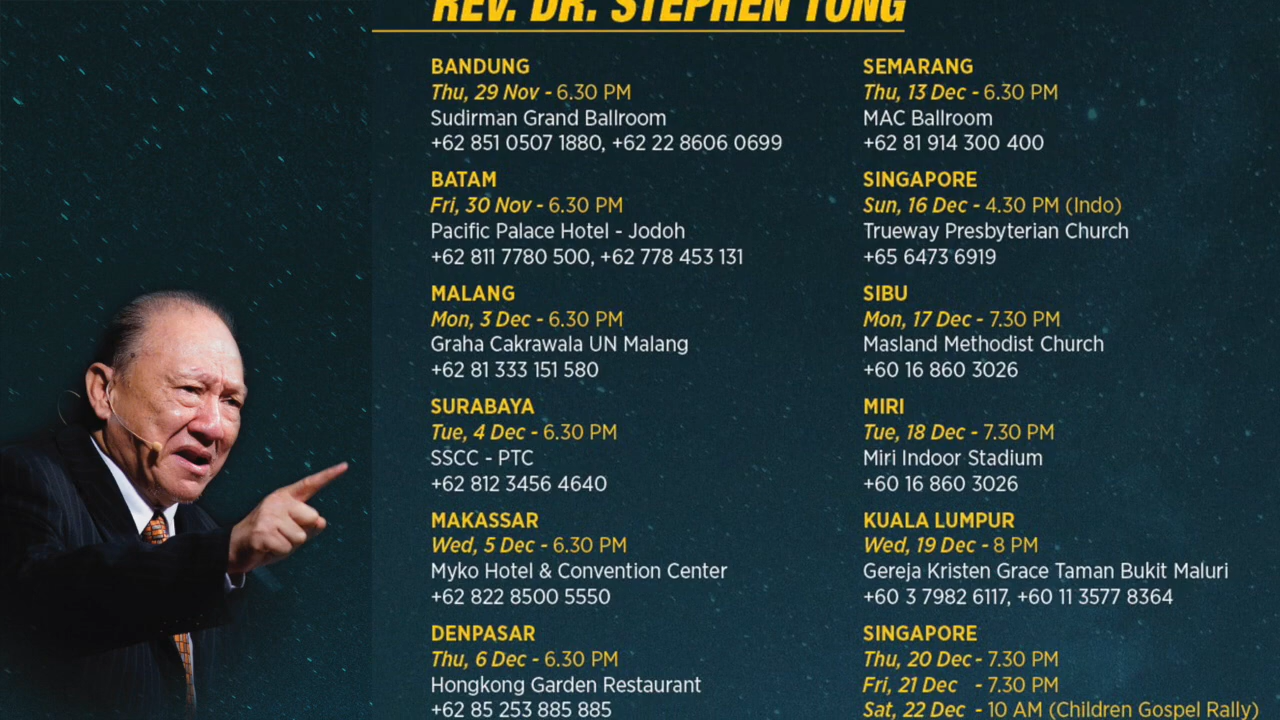 REV. DR. STEPHEN TONG
BANDUNG
Thu, 29 Nov - 6.30 PM
Sudirman Grand Ballroom
+62 851 0507 1880, +62 22 8606 0699
BATAM
Fri, 30 Nov - 6.30 PM
Pacific Palace Hotel - Jodoh
+62 811 7780 500, +62 778 453 131
MALANG
Mon, 3 Dec - 6.30 PM
Graha Cakrawala UN Malang
+62 81 333 151 580
SURABAYA
Tue, 4 Dec - 6.30 PM
SSCC - PTC
+62 812 3456 4640
MAKASSAR
Wed, 5 Dec - 6.30 PM
Myko Hotel & Convention Center
+62 822 8500 5550
DENPASAR
Thu, 6 Dec - 6.30 PM
Hongkong Garden Restaurant
+62 85 253 885 885
SEMARANG
Thu, 13 Dec - 6.30 PM
MAC Ballroom
+62 81 914 300 400
SINGAPORE
Sun, 16 Dec - 4.30 PM (Indo)
Trueway Presbyterian Church
+65 6473 6919
SIBU
Mon, 17 Dec - 7.30 PM
Masland Methodist Church
+60 16 860 3026
MIRI
Tue, 18 Dec - 7.30 PM
Miri Indoor Stadium
+60 16 860 3026
KUALA LUMPUR
Wed, 19 Dec - 8 PM
Gereja Kristen Grace Taman Bukit Maluri
+60 3 7982 6117, +60 11 3577 8364
SINGAPORE
Thu, 20 Dec - 7.30 PM
Fri, 21 Dec - 7.30 PM
Sat, 22 Dec - 10 AM (Children Gospel Rally)